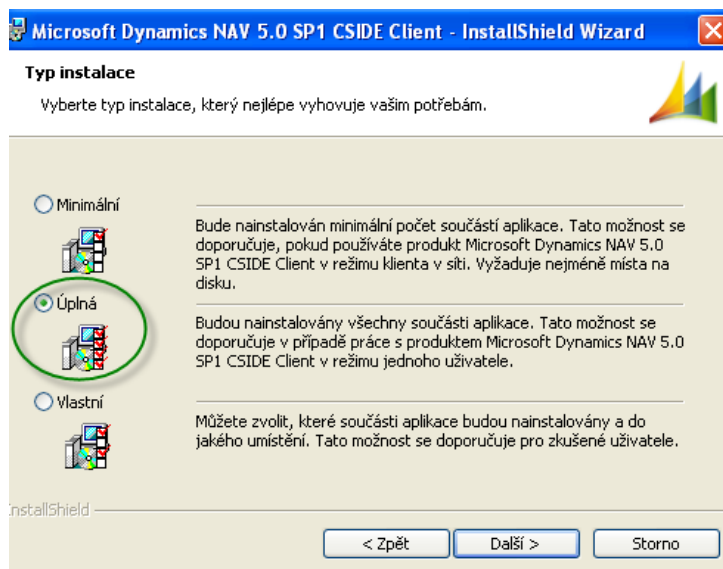 Microsoft Dynamics NAV 5.0 SP1 CSIDE Client - InstallShield Wizard
Typ instalace
Vyberte typ instalace, který nejlépe vyhovuje vašim potřebám.
Minimální
Bude nainstalován minimální počet součástí aplikace. Tato možnost se
doporučuje, pokud používáte produkt Microsoft Dynamics NAV 5.0
SP1 CSIDE Client v režimu klienta v síti. Vyžaduje nejméně místa na
disku.
Úplná
Budou nainstalovány všechny součásti aplikace. Tato možnost se
doporučuje v případě práce s produktem Microsoft Dynamics NAV 5.0
SP1 CSIDE Client v režimu jednoho uživatele.
Vlastní
Můžete zvolit, které součásti aplikace budou nainstalovány a do
jakého umístění. Tato možnost se doporučuje pro zkušené uživatele.
InstallShield
< Zpět
Další >
Storno